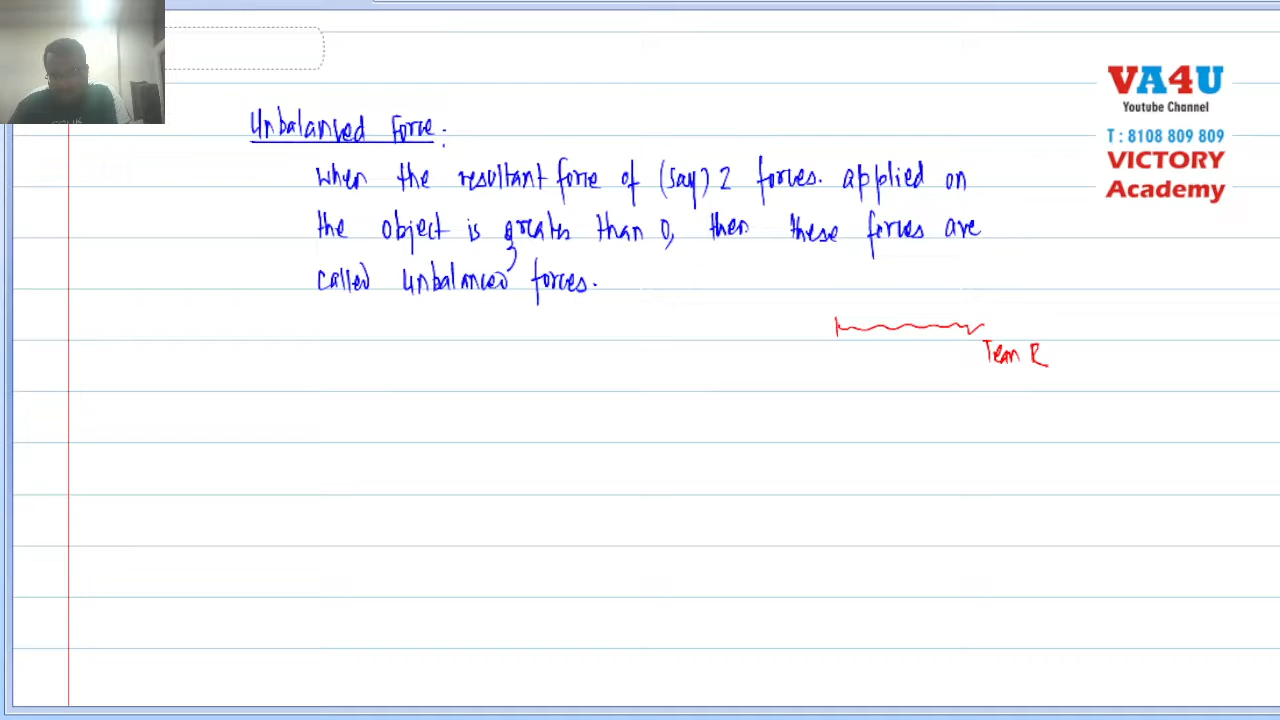 VA4U
Youtube Channel
T : 8108 809 809
VICTORY
Academy
Unbalanced Force:
When the resultant force of (say) 2 forces. applied on
the object is greater than 0, then these forces are
called Unbalanced forces.
Team R